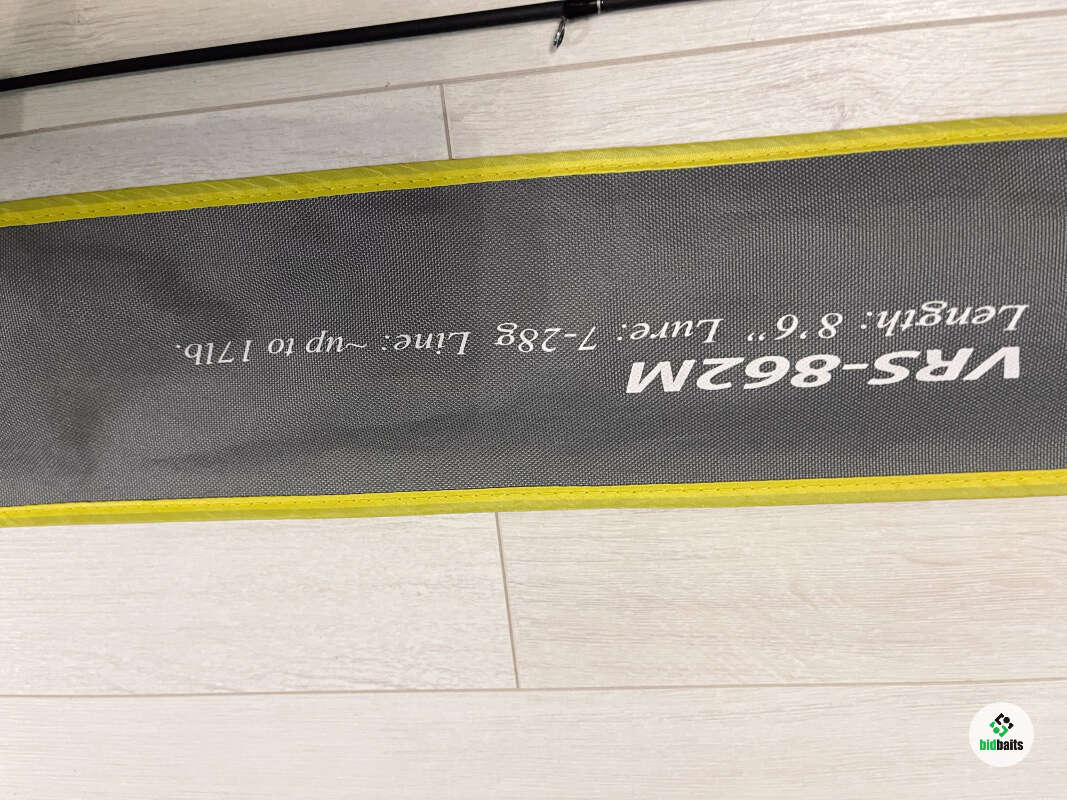 VRS-862M
Length: 8'6'' Lure: 7-28g Line: ~up to 17lb.
bidbaits